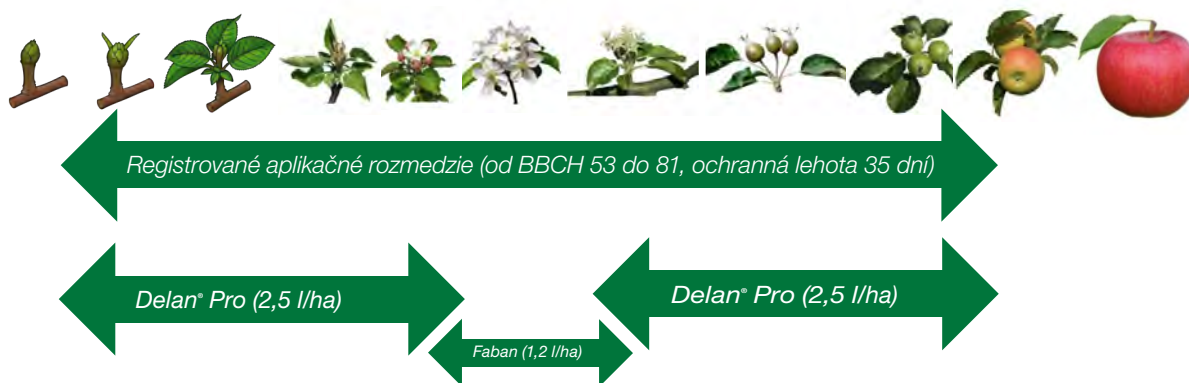 Registrované aplikačné rozmedzie (od BBCH 53 do 81, ochranná lehota 35 dní)
Delan® Pro (2,5 l/ha)
Delan® Pro (2,5 l/ha)
Faban (1,2 l/ha)